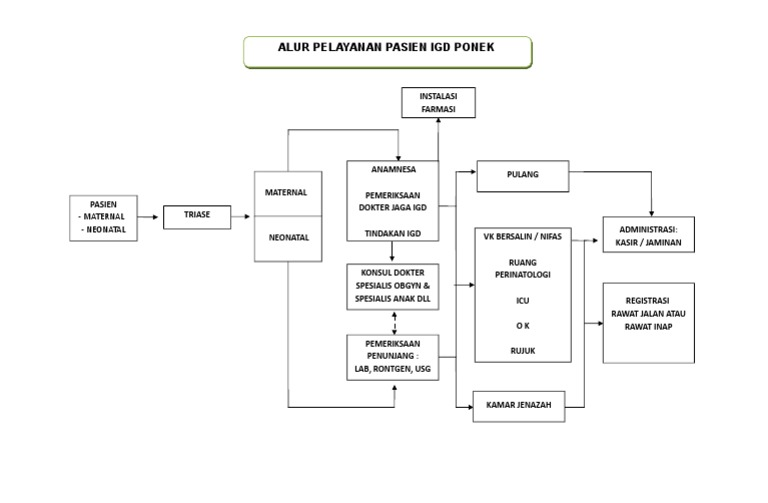 ALUR PELAYANAN PASIEN IGD PONEK
INSTALASI
FARMASI
PASIEN
- MATERNAL
- NEONATAL
TRIASE
MATERNAL
NEONATAL
ANAMNESA
PEMERIKSAAN
DOKTER JAGA IGD
TINDAKAN IGD
KONSUL DOKTER
SPESIALIS OBGYN &
SPESIALIS ANAK DLL
PEMERIKSAAN
PENUNJANG :
LAB, RONTGEN, USG
PULANG
VK BERSALIN / NIFAS
RUANG
PERINATOLOGI
ICU
O K
RUJUK
KAMAR JENAZAH
ADMINISTRASI:
KASIR / JAMINAN
REGISTRASI
RAWAT JALAN ATAU
RAWAT INAP